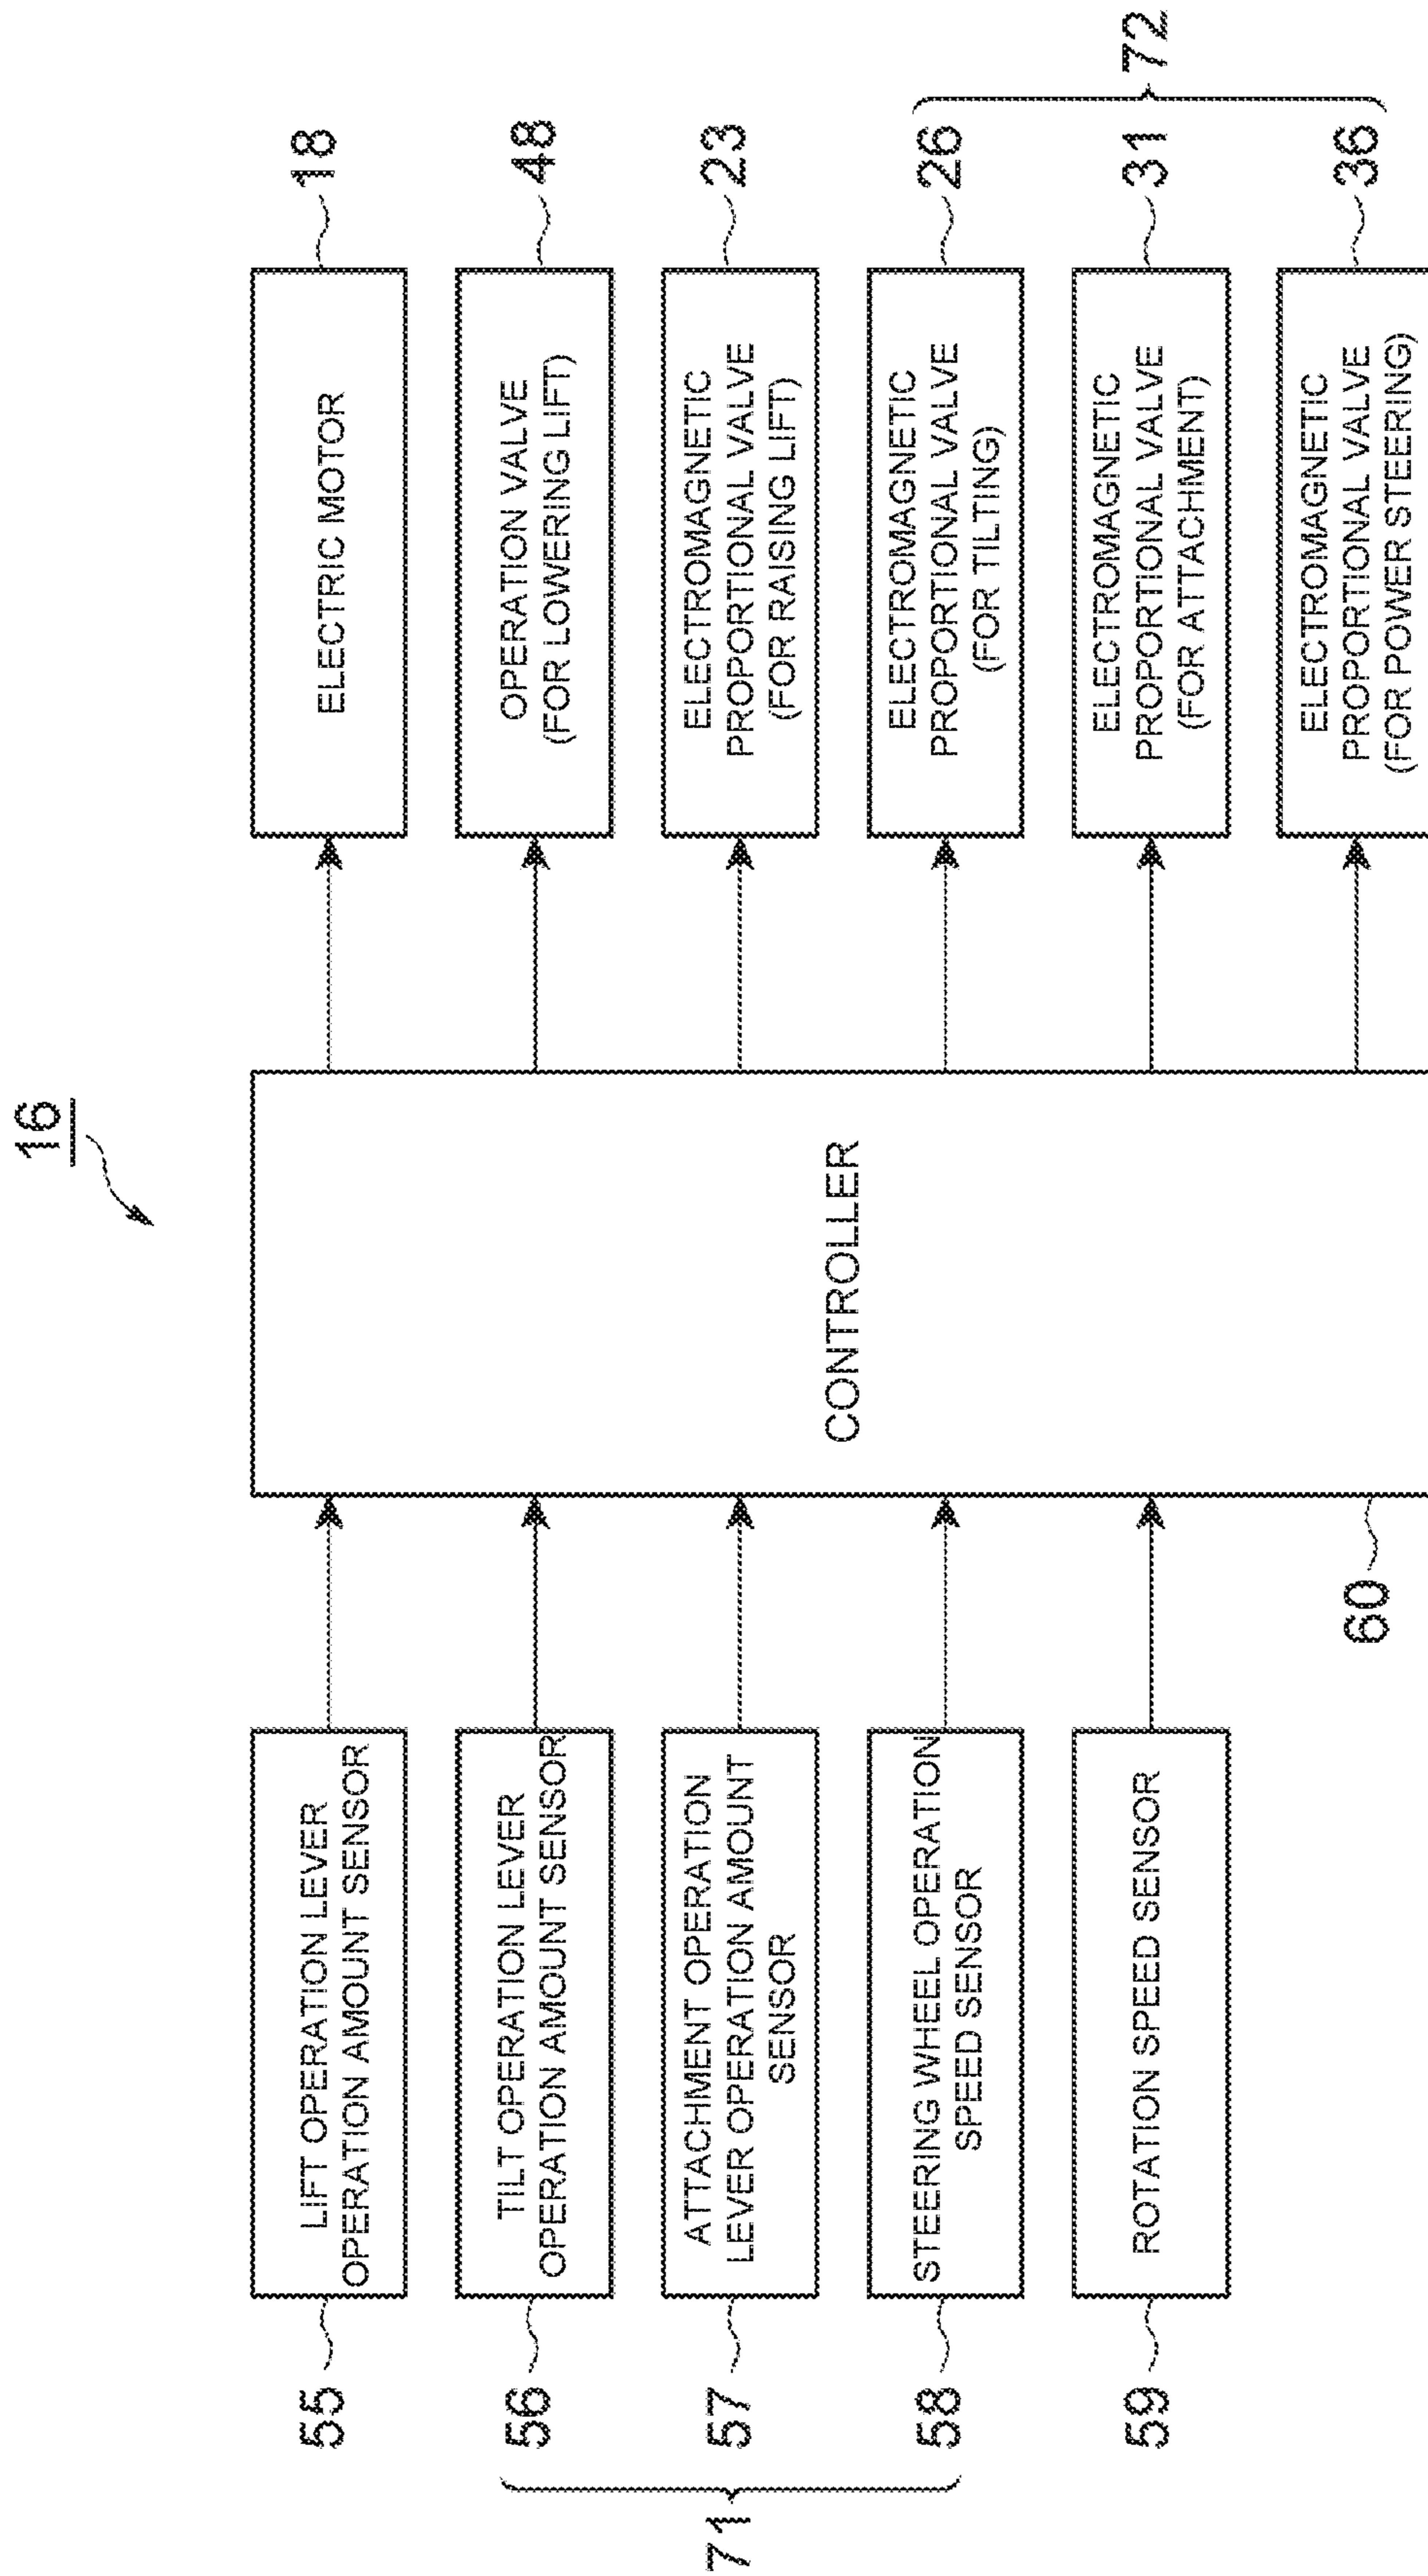 16
55
LIFT OPERATION LEVER
OPERATION AMOUNT SENSOR
56
TILT OPERATION LEVER
OPERATION AMOUNT SENSOR
57
ATTACHMENT OPERATION
LEVER OPERATION AMOUNT
SENSOR
58
STEERING WHEEL OPERATION
SPEED SENSOR
59
ROTATION SPEED SENSOR
71
CONTROLLER
60
ELECTRIC MOTOR
18
OPERATION VALVE
(FOR LOWERING LIFT)
48
ELECTROMAGNETIC
PROPORTIONAL VALVE
(FOR RAISING LIFT)
23
ELECTROMAGNETIC
PROPORTIONAL VALVE
(FOR TILTING)
26
ELECTROMAGNETIC
PROPORTIONAL VALVE
(FOR ATTACHMENT)
31
ELECTROMAGNETIC
PROPORTIONAL VALVE
(FOR POWER STEERING)
36
72